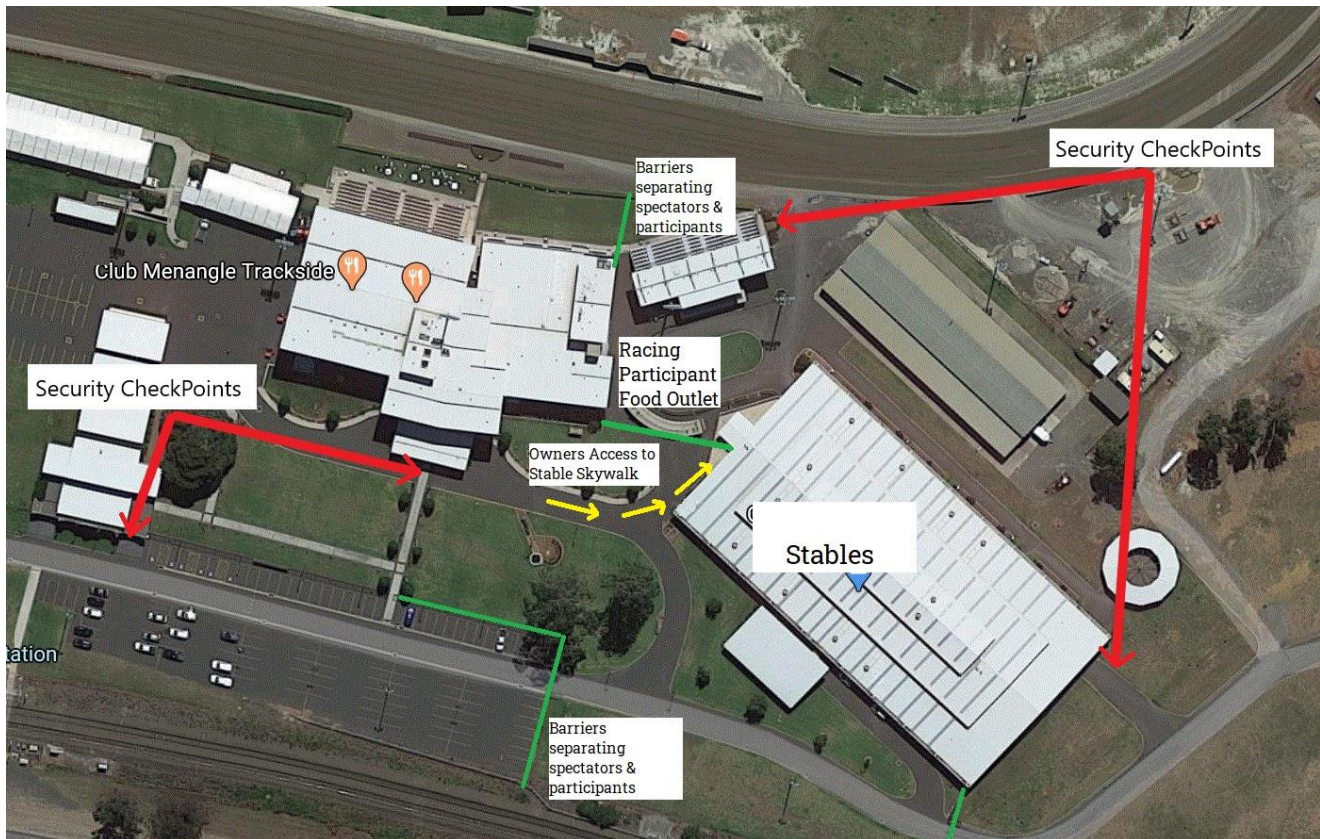 Security CheckPoints
Barriers
separating
spectators &
participants
Club Menangle Trackside
Racing
Participant
Food Outlet
Security CheckPoints
Owners Access to
Stable Skywalk
Stables
tation
Barriers
separating
spectators &
participants